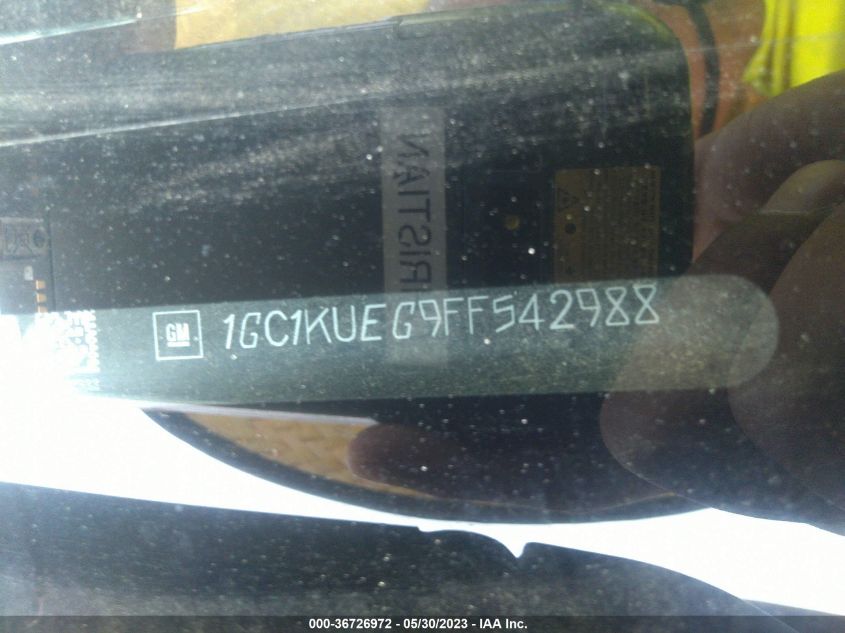 NAITSIR
GM 1GC1KUEG9FF542988
000-36726972 - 05/30/2023 - IAA Inc.